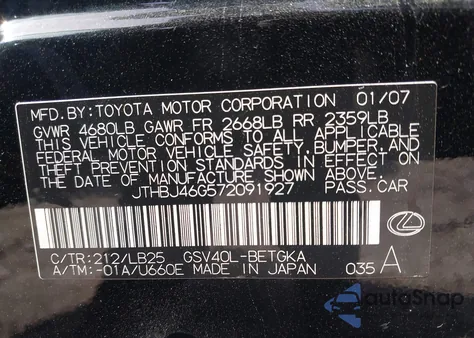 MFD.BY:TOYOTA MOTOR CORPORATION 01/07
GVWR 4680LB GAWR FR 2668LB RR 2359LB
THIS VEHICLE CONFORMS TO ALL APPLICABLE
FEDERAL MOTOR VEHICLE SAFETY, BUMPER, AND
THEFT PREVENTION STANDARDS IN EFFECT ON
THE DATE OF MANUFACTURE SHOWN ABOVE.
JTHBJ46G572091927 PASS.CAR
C/TR:212/LB25 GSV40L-BETGKA
A/TM:-01A/U660E MADE IN JAPAN 035 A
autoSnap